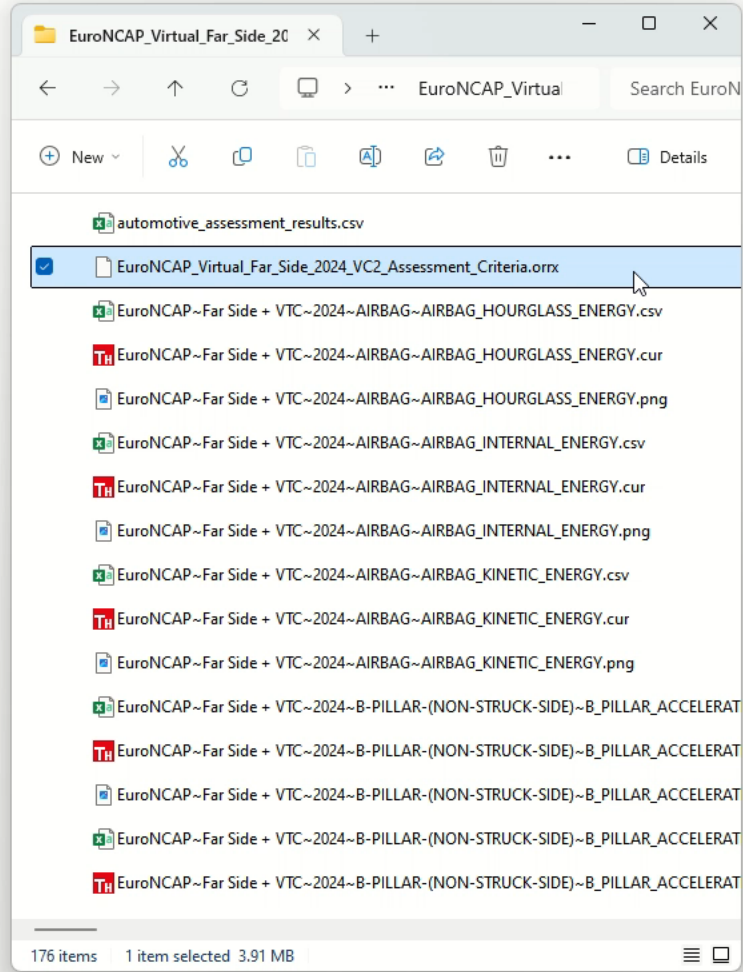 EuroNCAP_Virtual_Far_Side_20
EuroNCAP_Virtual
Search EuroN
New
Details
automotive_assessment_results.csv
EuroNCAP_Virtual_Far_Side_2024_VC2_Assessment_Criteria.orrx
EuroNCAP~Far Side + VTC~2024~AIRBAG~AIRBAG_HOURGLASS_ENERGY.csv
EuroNCAP~Far Side + VTC~2024~AIRBAG~AIRBAG_HOURGLASS_ENERGY.cur
EuroNCAP~Far Side + VTC~2024~AIRBAG~AIRBAG_HOURGLASS_ENERGY.png
EuroNCAP~Far Side + VTC~2024~AIRBAG~AIRBAG_INTERNAL_ENERGY.csv
EuroNCAP~Far Side + VTC~2024~AIRBAG~AIRBAG_INTERNAL_ENERGY.cur
EuroNCAP~Far Side + VTC~2024~AIRBAG~AIRBAG_INTERNAL_ENERGY.png
EuroNCAP~Far Side + VTC~2024~AIRBAG~AIRBAG_KINETIC_ENERGY.csv
EuroNCAP~Far Side + VTC~2024~AIRBAG~AIRBAG_KINETIC_ENERGY.cur
EuroNCAP~Far Side + VTC~2024~AIRBAG~AIRBAG_KINETIC_ENERGY.png
EuroNCAP~Far Side + VTC~2024~B-PILLAR-(NON-STRUCK-SIDE)~B_PILLAR_ACCELERAT
EuroNCAP~Far Side + VTC~2024~B-PILLAR-(NON-STRUCK-SIDE)~B_PILLAR_ACCELERAT
EuroNCAP~Far Side + VTC~2024~B-PILLAR-(NON-STRUCK-SIDE)~B_PILLAR_ACCELERAT
EuroNCAP~Far Side + VTC~2024~B-PILLAR-(NON-STRUCK-SIDE)~B_PILLAR_ACCELERAT
EuroNCAP~Far Side + VTC~2024~B-PILLAR-(NON-STRUCK-SIDE)~B_PILLAR_ACCELERAT
176 items 1 item selected 3.91 MB